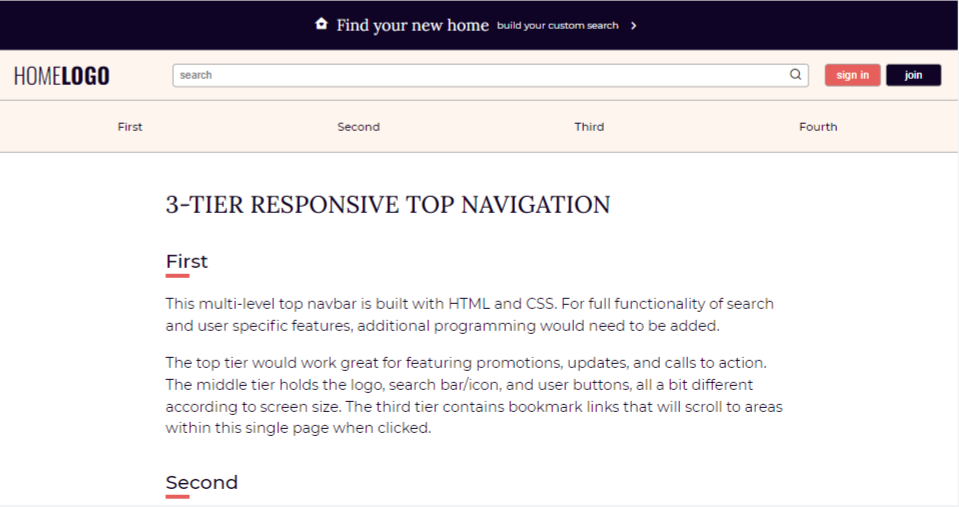 Find your new home build your custom search
HOMELOGO search sign in join
First Second Third Fourth
3-TIER RESPONSIVE TOP NAVIGATION
First
This multi-level top navbar is built with HTML and CSS. For full functionality of search
and user specific features, additional programming would need to be added.
The top tier would work great for featuring promotions, updates, and calls to action.
The middle tier holds the logo, search bar/icon, and user buttons, all a bit different
according to screen size. The third tier contains bookmark links that will scroll to areas
within this single page when clicked.
Second